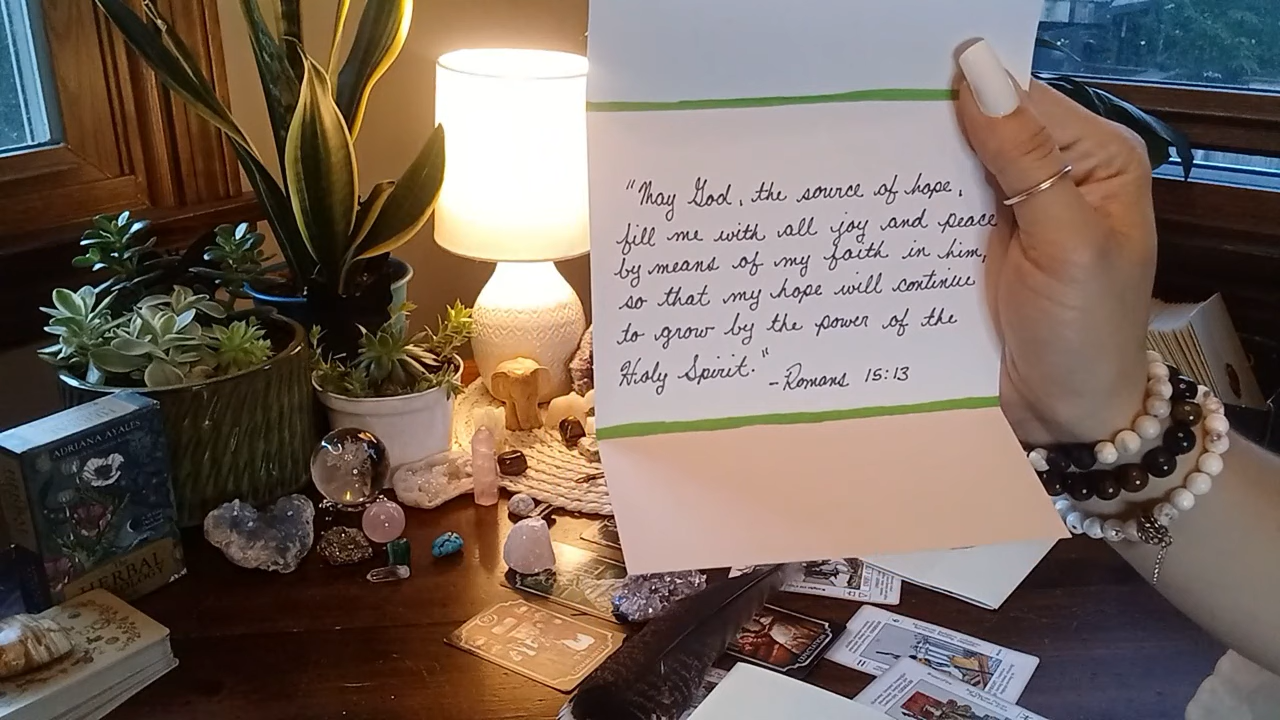 "May God, the source of hope,
fill me with all joy and peace
by means of my faith in him,
so that my hope will continue
to grow by the power of the
Holy Spirit."
-Romans 15:13
ADRIANA AYALES
HERBAL